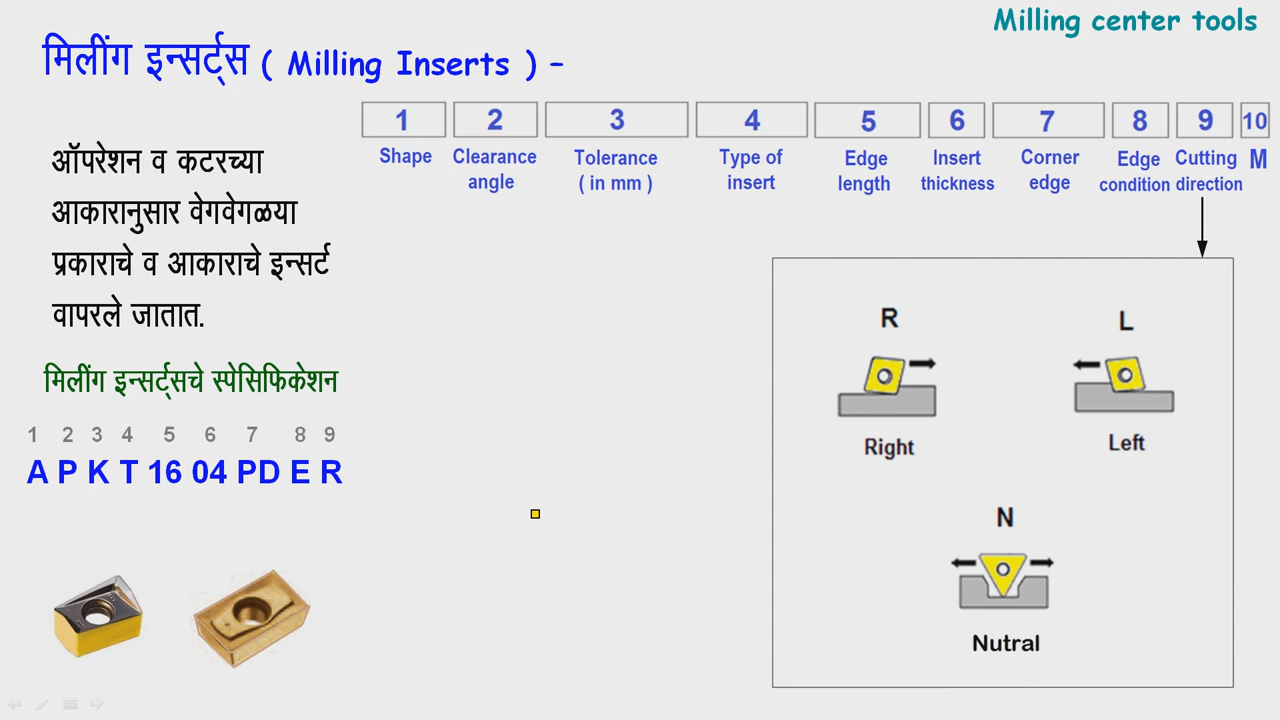 Milling center tools
मिलींग इन्सर्ट्स ( Milling Inserts ) –
1 2 3 4 5 6 7 8 9 10
Shape Clearance angle Tolerance ( in mm ) Type of insert Edge length Insert thickness Corner edge Edge condition Cutting direction M
ऑपरेशन व कटरच्या
आकारानुसार वेगवेगळया
प्रकाराचे व आकाराचे इन्सर्ट
वापरले जातात.
मिलींग इन्सर्ट्सचे स्पेसिफिकेशन
1 2 3 4 5 6 7 8 9
A P K T 16 04 PD E R
R L
Right Left
N
Nutral